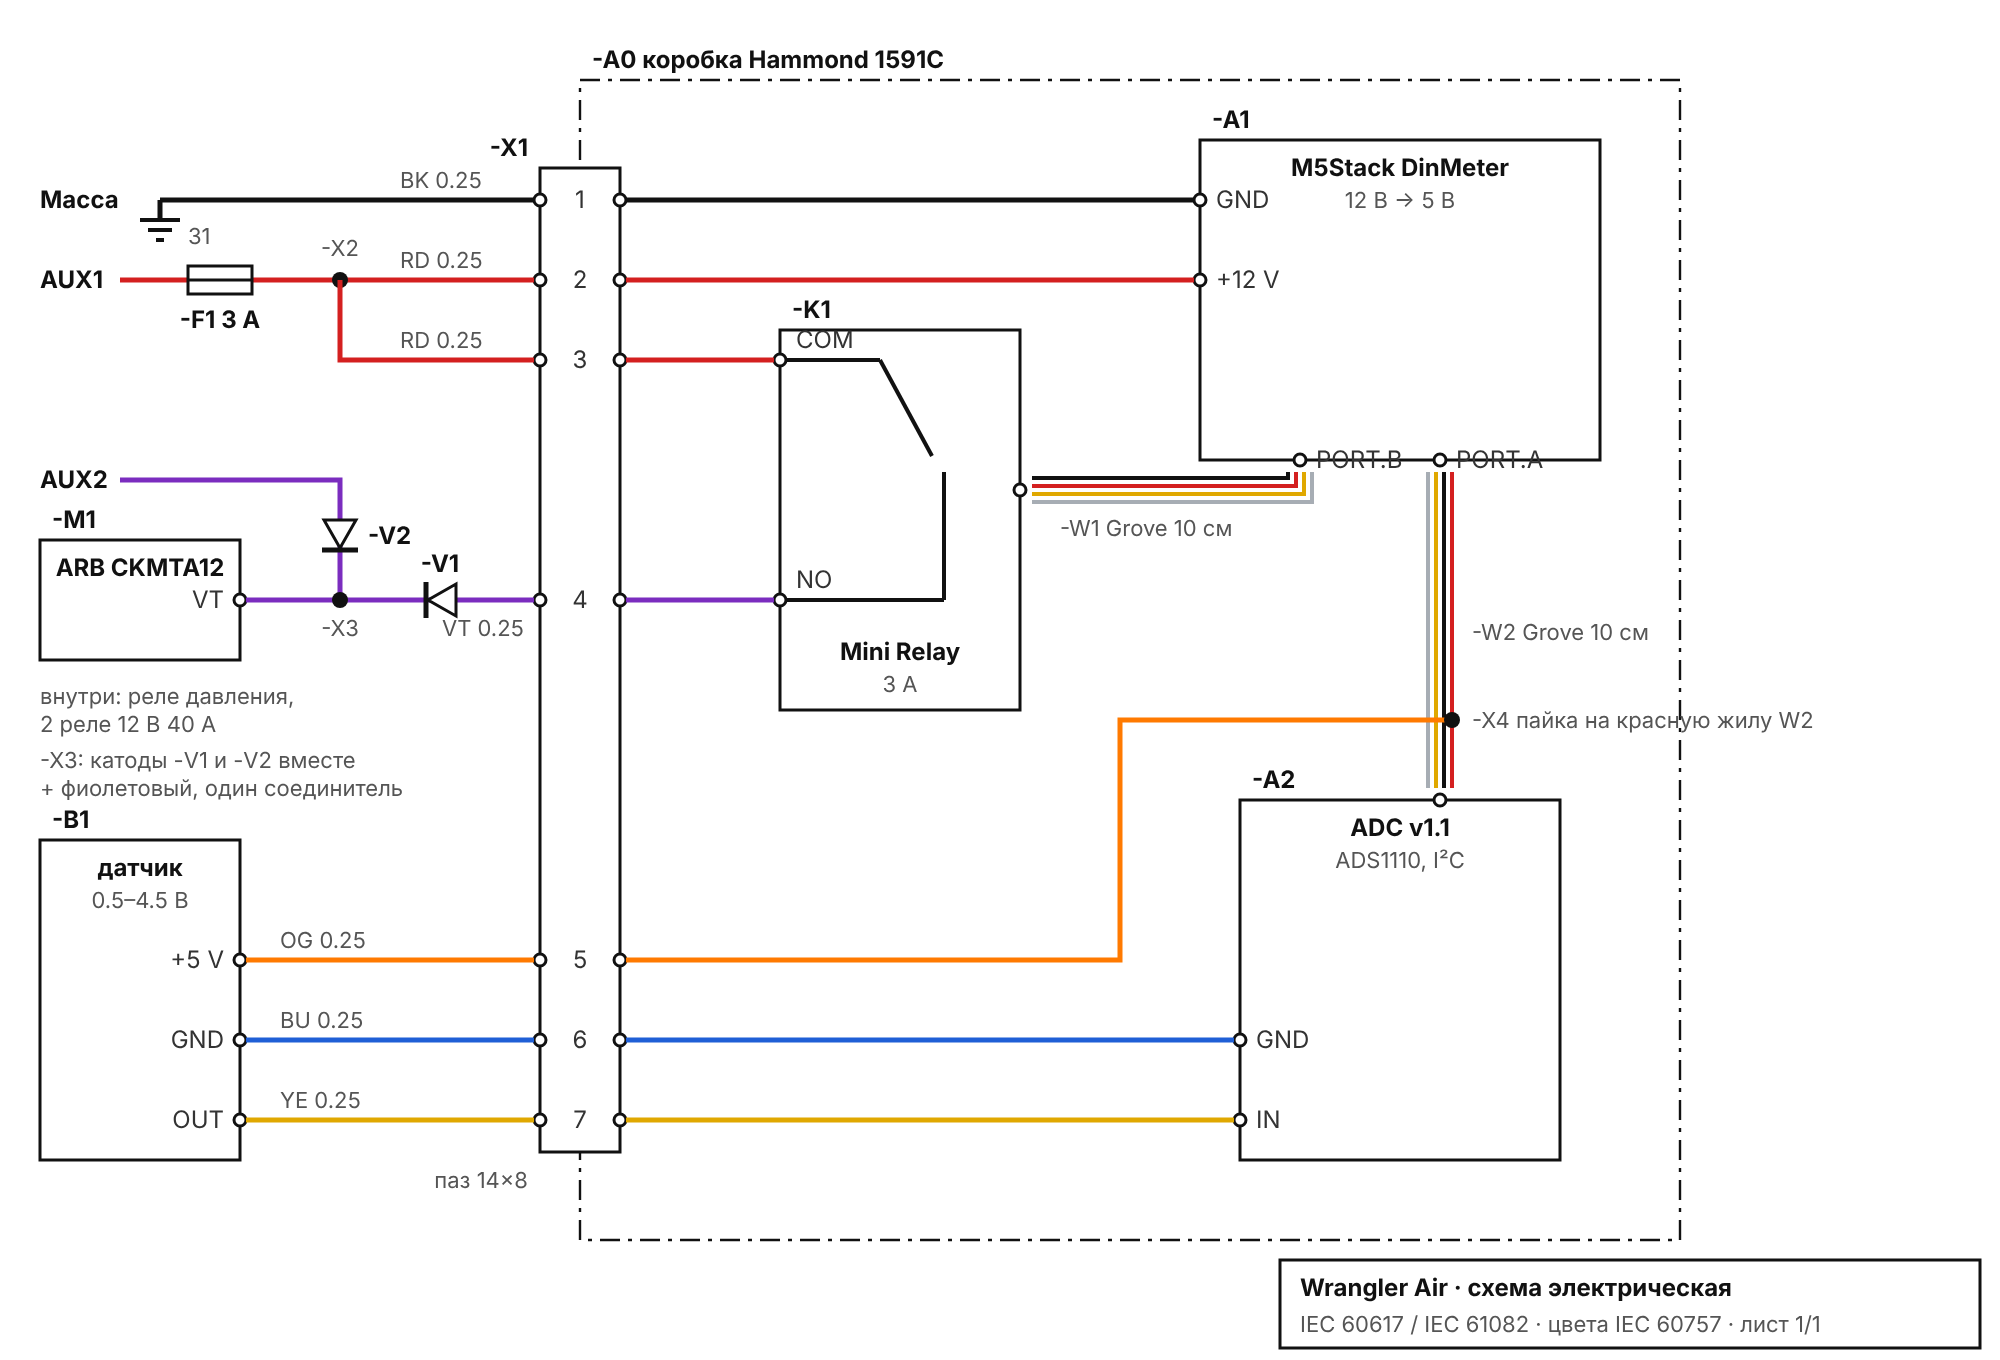 -A0 коробка Hammond 1591C
-A1
-X1
M5Stack DinMeter
12 В → 5 В
Масса
BK 0.25
1
GND
31
-X2
AUX1
RD 0.25
2
+12 V
-F1 3 A
-K1
RD 0.25
3
COM
PORT.B
PORT.A
AUX2
-M1
-V2
-V1
-W1 Grove 10 см
ARB CKMTA12
VT
-X3
VT 0.25
4
NO
-W2 Grove 10 см
Mini Relay
3 A
внутри: реле давления,
2 реле 12 В 40 А
-X4 пайка на красную жилу W2
-X3: катоды -V1 и -V2 вместе
+ фиолетовый, один соединитель
-A2
-B1
ADC v1.1
ADS1110, I²C
датчик
0.5–4.5 В
+5 V
OG 0.25
5
GND
BU 0.25
6
GND
OUT
YE 0.25
7
IN
паз 14×8
Wrangler Air · схема электрическая
IEC 60617 / IEC 61082 · цвета IEC 60757 · лист 1/1